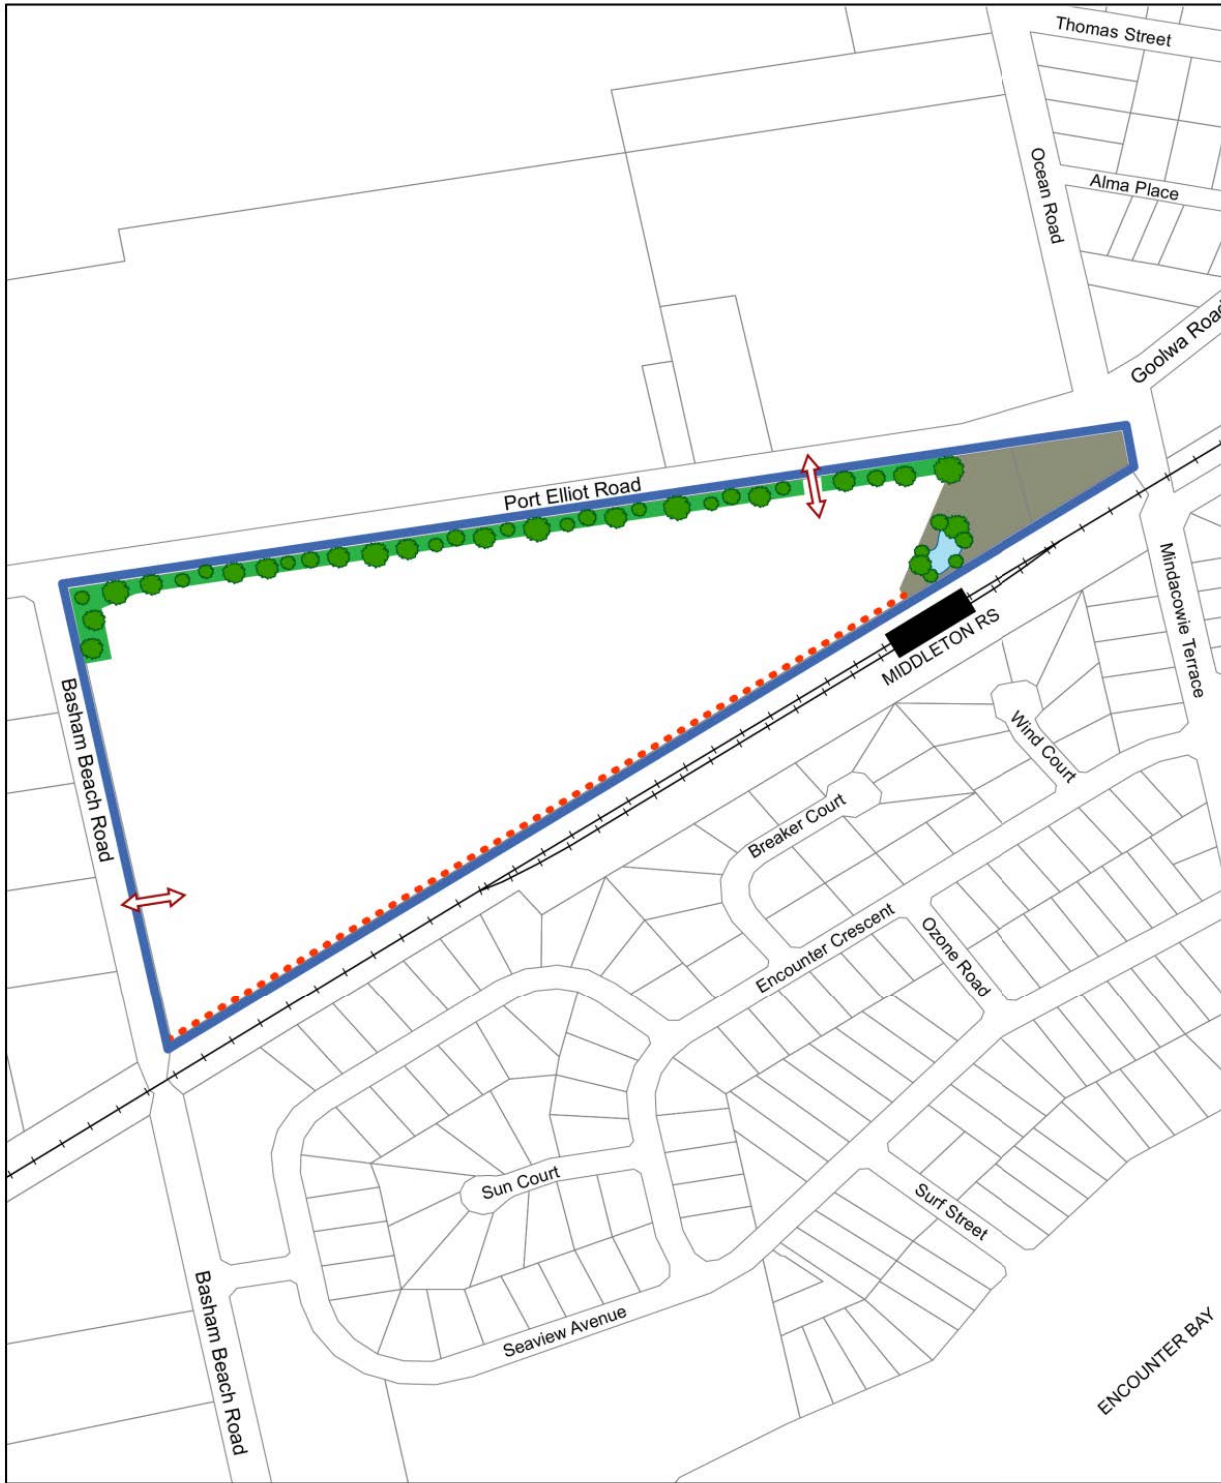 Thomas Street
Ocean Road
Alma Place
Goolwa Road
Port Elliot Road
Mindacowie Terrace
MIDDLETON RS
Basham Beach Road
Wind Court
Breaker Court
Encounter Crescent
Ozone Road
Sun Court
Surf Street
Basham Beach Road
Seaview Avenue
ENCOUNTER BAY